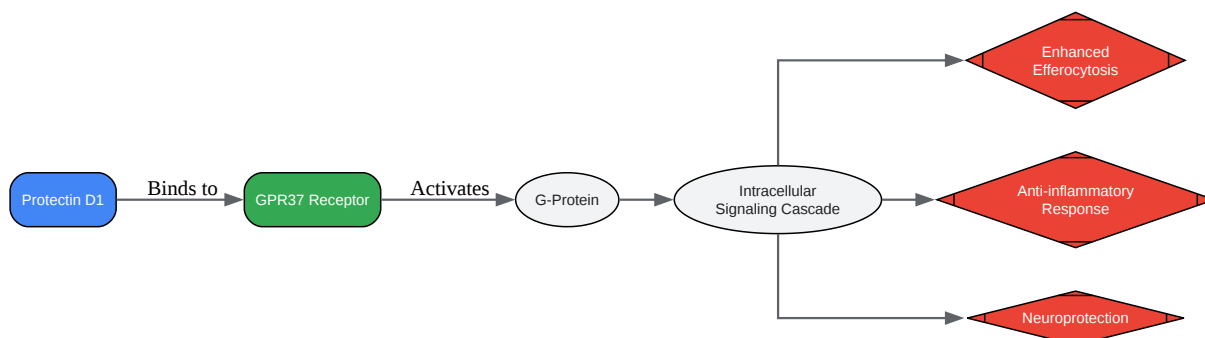 Protectin D1
Binds to
GPR37 Receptor
Activates
G-Protein
Intracellular
Signaling Cascade
Enhanced
Efferocytosis
Anti-inflammatory
Response
Neuroprotection